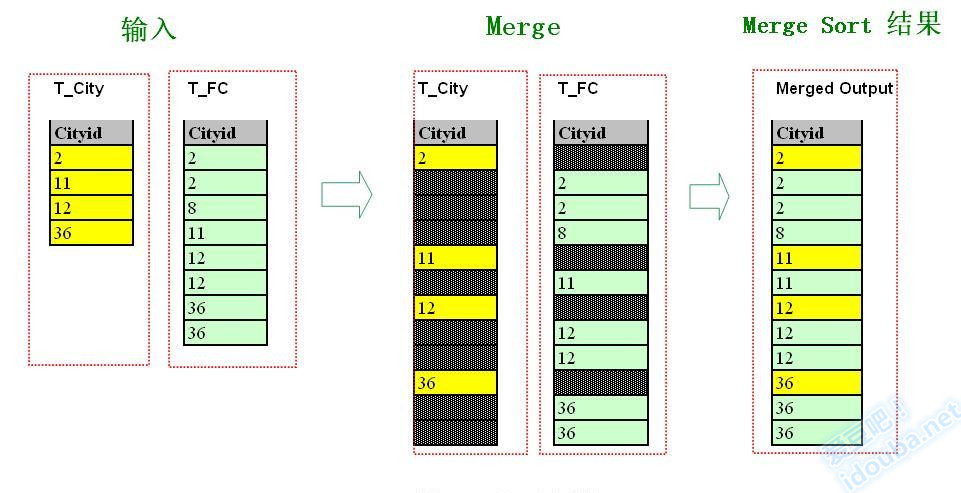 输入
Merge
Merge Sort 结果
T_City
T_FC
Cityid
Cityid
2
2
11
2
12
8
36
11
12
12
36
36
T_City
T_FC
Cityid
Cityid
2
2
2
8
11
11
12
12
12
36
36
36
Merged Output
Cityid
2
2
2
8
11
11
12
12
12
36
36
36
爱豆吧!
idouba.net